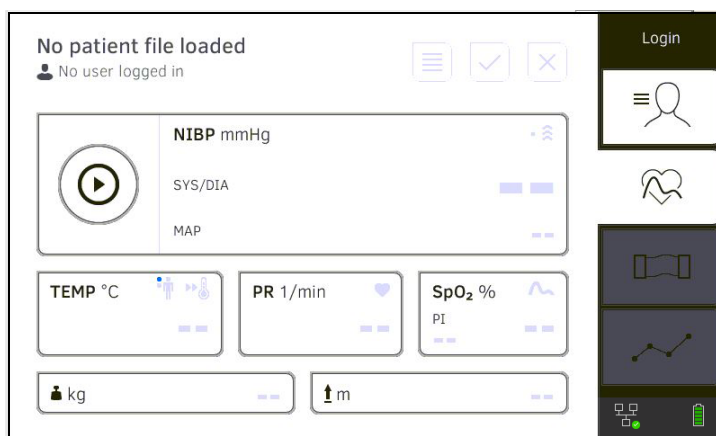 No patient file loaded
Login
No user logged in
NIBP mmHg
SYS/DIA
-- --
MAP
--
TEMP °C
--
PR 1/min
--
SpO₂ %
PI
--
--
kg
--
m
--